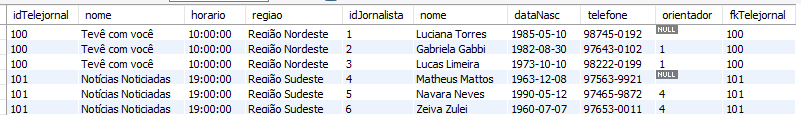 idTelejornal nome horario regiao idJornalista nome dataNasc telefone orientador fkTelejornal
100 Tevê com você 10:00:00 Região Nordeste 1 Luciana Torres 1985-05-10 98745-0192 NULL 100
100 Tevê com você 10:00:00 Região Nordeste 2 Gabriela Gabbi 1982-08-30 97643-0102 1 100
100 Tevê com você 10:00:00 Região Nordeste 3 Lucas Limeira 1973-10-10 98222-0199 1 100
101 Notícias Noticiadas 19:00:00 Região Sudeste 4 Matheus Mattos 1963-12-08 97563-9921 NULL 101
101 Notícias Noticiadas 19:00:00 Região Sudeste 5 Navara Neves 1990-05-12 97465-9872 4 101
101 Notícias Noticiadas 19:00:00 Região Sudeste 6 Zeiva Zulei 1960-07-07 97653-0011 4 101